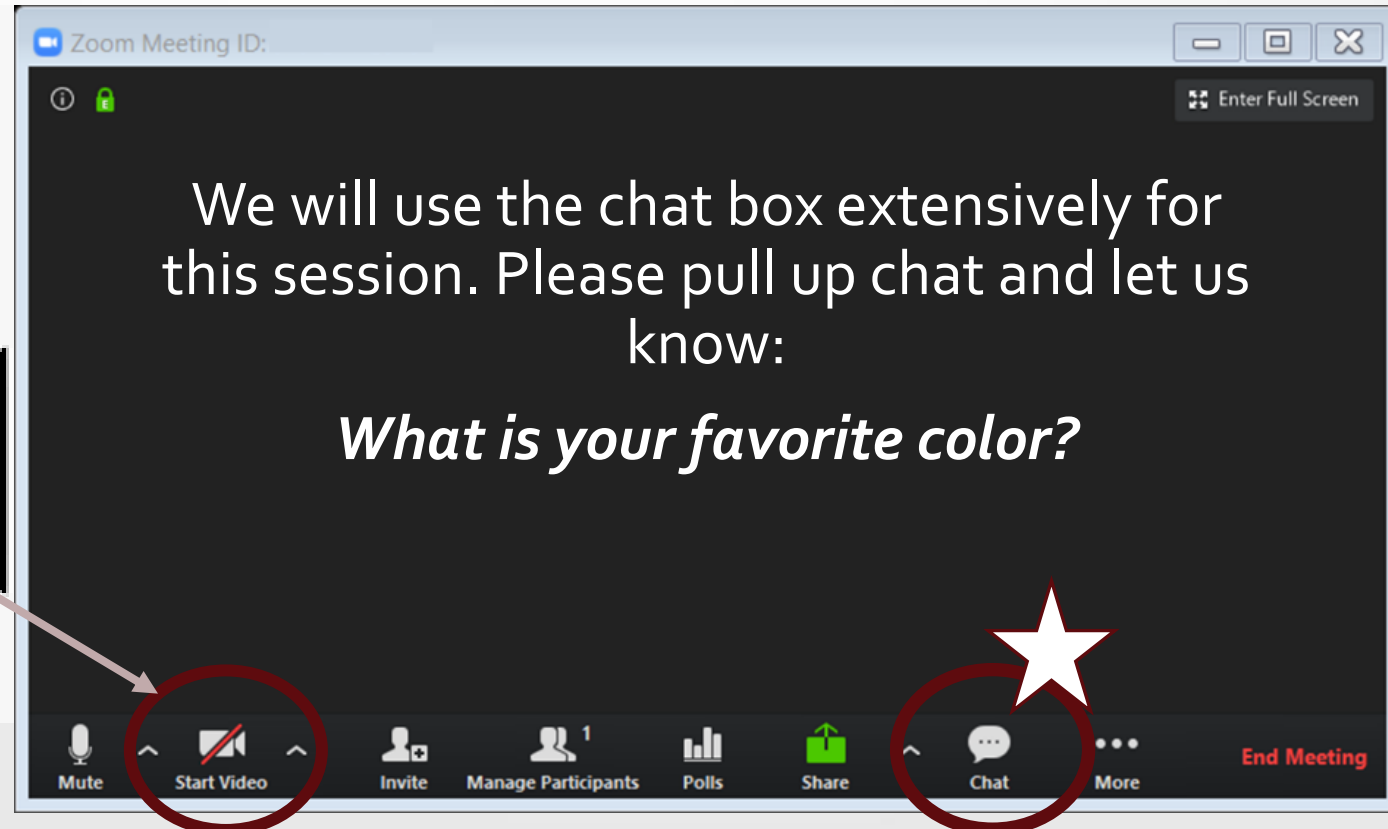 Zoom Meeting ID:
E
Enter Full Screen
We will use the chat box extensively for
this session. Please pull up chat and let us
know:
What is your favorite color?
1
Mute
Start Video
Invite
Manage Participants
Polls
Share
Chat
More
End Meeting